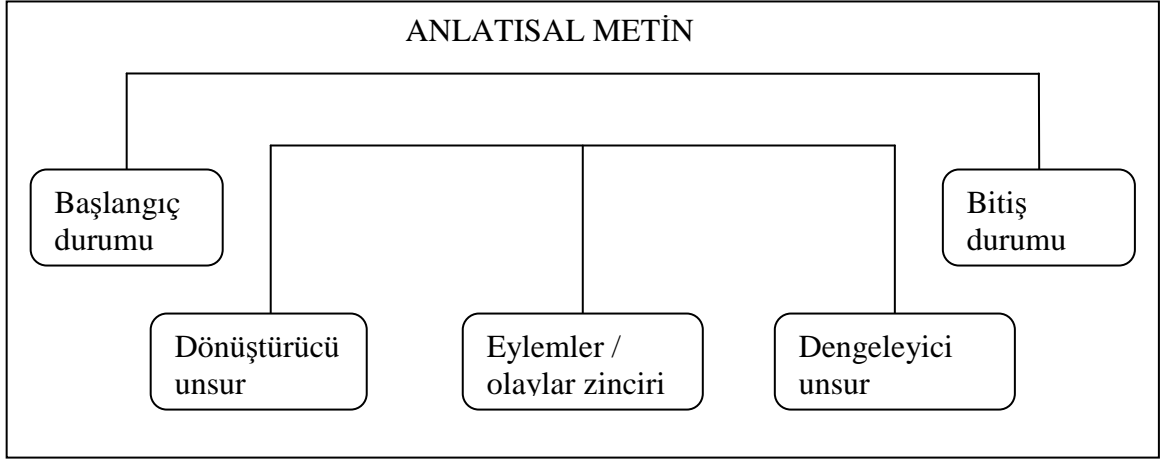 ANLATISAL METİN
Başlangıç
durumu
Bitiş
durumu
Dönüştürücü
unsur
Eylemler /
olaylar zinciri
Dengeleyici
unsur